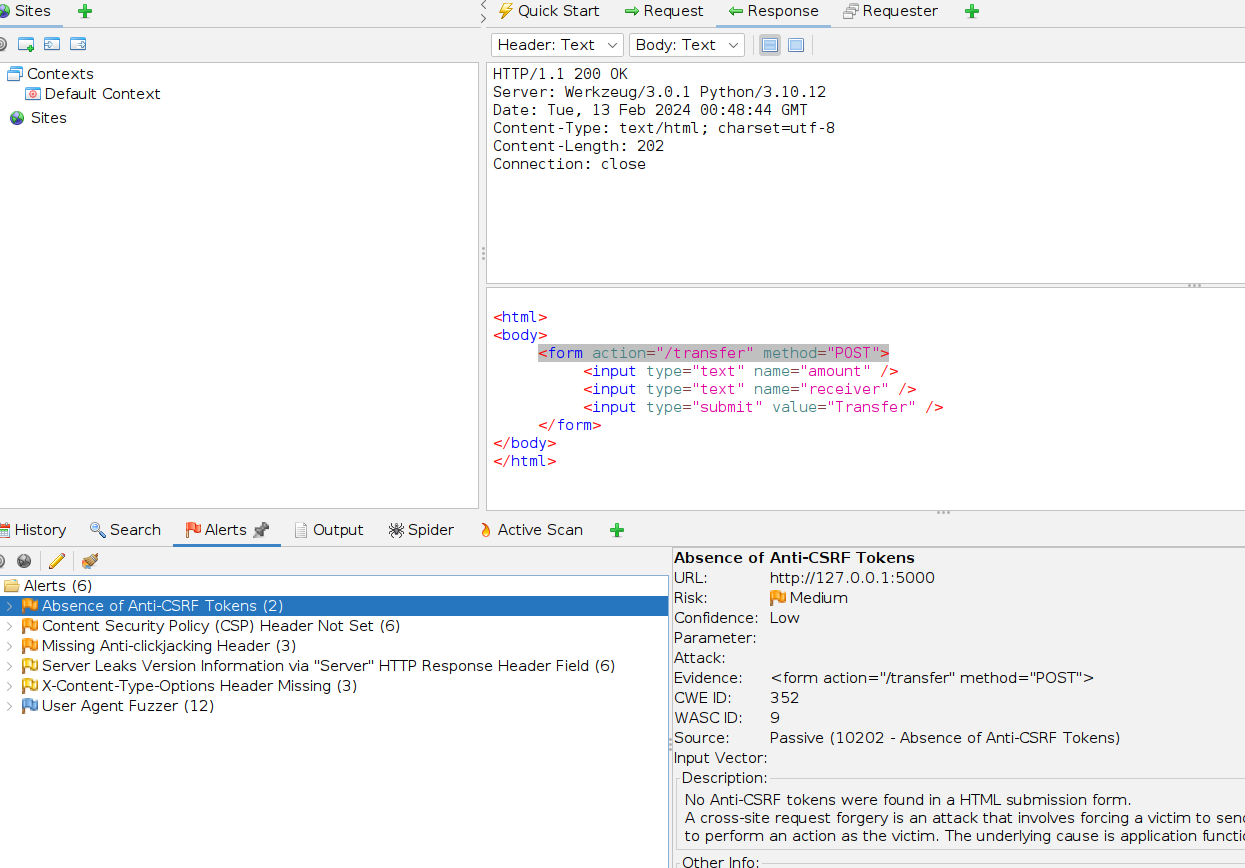 Sites
Quick Start Request Response Requester
Header: Text Body: Text
Contexts
Default Context
Sites
HTTP/1.1 200 OK
Server: Werkzeug/3.0.1 Python/3.10.12
Date: Tue, 13 Feb 2024 00:48:44 GMT
Content-Type: text/html; charset=utf-8
Content-Length: 202
Connection: close
<html>
<body>
<form action="/transfer" method="POST">
<input type="text" name="amount" />
<input type="text" name="receiver" />
<input type="submit" value="Transfer" />
</form>
</body>
</html>
History Search Alerts Output Spider Active Scan
Alerts (6)
Absence of Anti-CSRF Tokens (2)
Content Security Policy (CSP) Header Not Set (6)
Missing Anti-clickjacking Header (3)
Server Leaks Version Information via "Server" HTTP Response Header Field (6)
X-Content-Type-Options Header Missing (3)
User Agent Fuzzer (12)
Absence of Anti-CSRF Tokens
URL: http://127.0.0.1:5000
Risk: Medium
Confidence: Low
Parameter:
Attack:
Evidence: <form action="/transfer" method="POST">
CWE ID: 352
WASC ID: 9
Source: Passive (10202 - Absence of Anti-CSRF Tokens)
Input Vector:
Description:
No Anti-CSRF tokens were found in a HTML submission form.
A cross-site request forgery is an attack that involves forcing a victim to send
to perform an action as the victim. The underlying cause is application functio
Other Info: